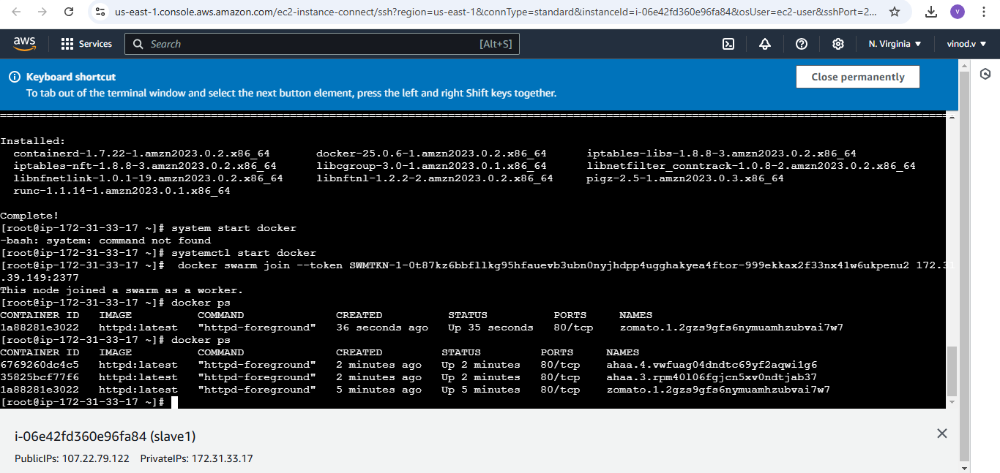 us-east-1.console.aws.amazon.com/ec2-instance-connect/ssh?region=us-east-1&connType=standard&instanceId=i-06e42fd360e96fa84&osUser=ec2-user&sshPort=2...
V
aws Services Search [Alt+S] N. Virginia ▼ vinod.v ▼
Keyboard shortcut
Close permanently
To tab out of the terminal window and select the next button element, press the left and right Shift keys together.
Installed:
containerd-1.7.22-1.amzn2023.0.2.x86_64 docker-25.0.6-1.amzn2023.0.2.x86_64 iptables-libs-1.8.8-3.amzn2023.0.2.x86_64
iptables-nft-1.8.8-3.amzn2023.0.2.x86_64 libcgroup-3.0-1.amzn2023.0.1.x86_64 libnetfilter_conntrack-1.0.8-2.amzn2023.0.2.x86_64
libnfnetlink-1.0.1-19.amzn2023.0.2.x86_64 libnftnl-1.2.2-2.amzn2023.0.2.x86_64 pigz-2.5-1.amzn2023.0.3.x86_64
runc-1.1.14-1.amzn2023.0.1.x86_64
Complete!
[root@ip-172-31-33-17 ~]# system start docker
-bash: system: command not found
[root@ip-172-31-33-17 ~]# systemctl start docker
[root@ip-172-31-33-17 ~]#  docker swarm join --token SWMTKN-1-0t87kz6bbfllkg95hfauevb3ubn0nyjhdpp4ugghakyea4ftor-999ekkax2f33nx41w6ukpenu2 172.31
.39.149:2377
This node joined a swarm as a worker.
[root@ip-172-31-33-17 ~]# docker ps
CONTAINER ID IMAGE COMMAND CREATED STATUS PORTS NAMES
1a88281e3022 httpd:latest "httpd-foreground" 36 seconds ago Up 35 seconds 80/tcp zomato.1.2gzs9gfs6nymuamhzubvai7w7
[root@ip-172-31-33-17 ~]# docker ps
CONTAINER ID IMAGE COMMAND CREATED STATUS PORTS NAMES
6769260dc4c5 httpd:latest "httpd-foreground" 2 minutes ago Up 2 minutes 80/tcp ahaa.4.vwfuag04dndtc69yf2aqwi1g6
35825bcf77f6 httpd:latest "httpd-foreground" 2 minutes ago Up 2 minutes 80/tcp ahaa.3.rpm40l06fgjcn5xv0ndtjab37
1a88281e3022 httpd:latest "httpd-foreground" 5 minutes ago Up 5 minutes 80/tcp zomato.1.2gzs9gfs6nymuamhzubvai7w7
[root@ip-172-31-33-17 ~]#
i-06e42fd360e96fa84 (slave1)
PublicIPs: 107.22.79.122 PrivateIPs: 172.31.33.17